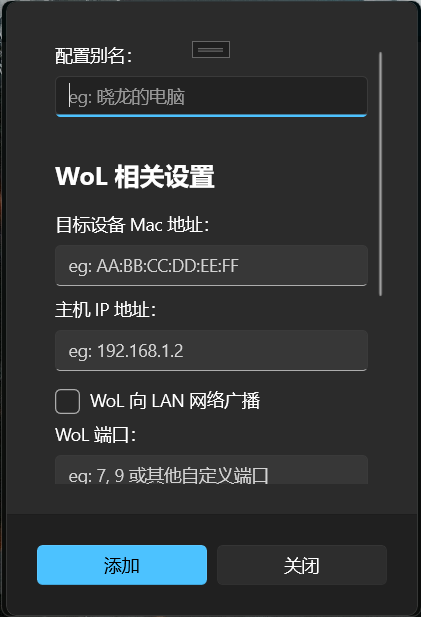 配置别名：
eg: 晓龙的电脑
WoL 相关设置
目标设备 Mac 地址：
eg: AA:BB:CC:DD:EE:FF
主机 IP 地址：
eg: 192.168.1.2
WoL 向 LAN 网络广播
WoL 端口：
eg: 7, 9 或其他自定义端口
添加
关闭